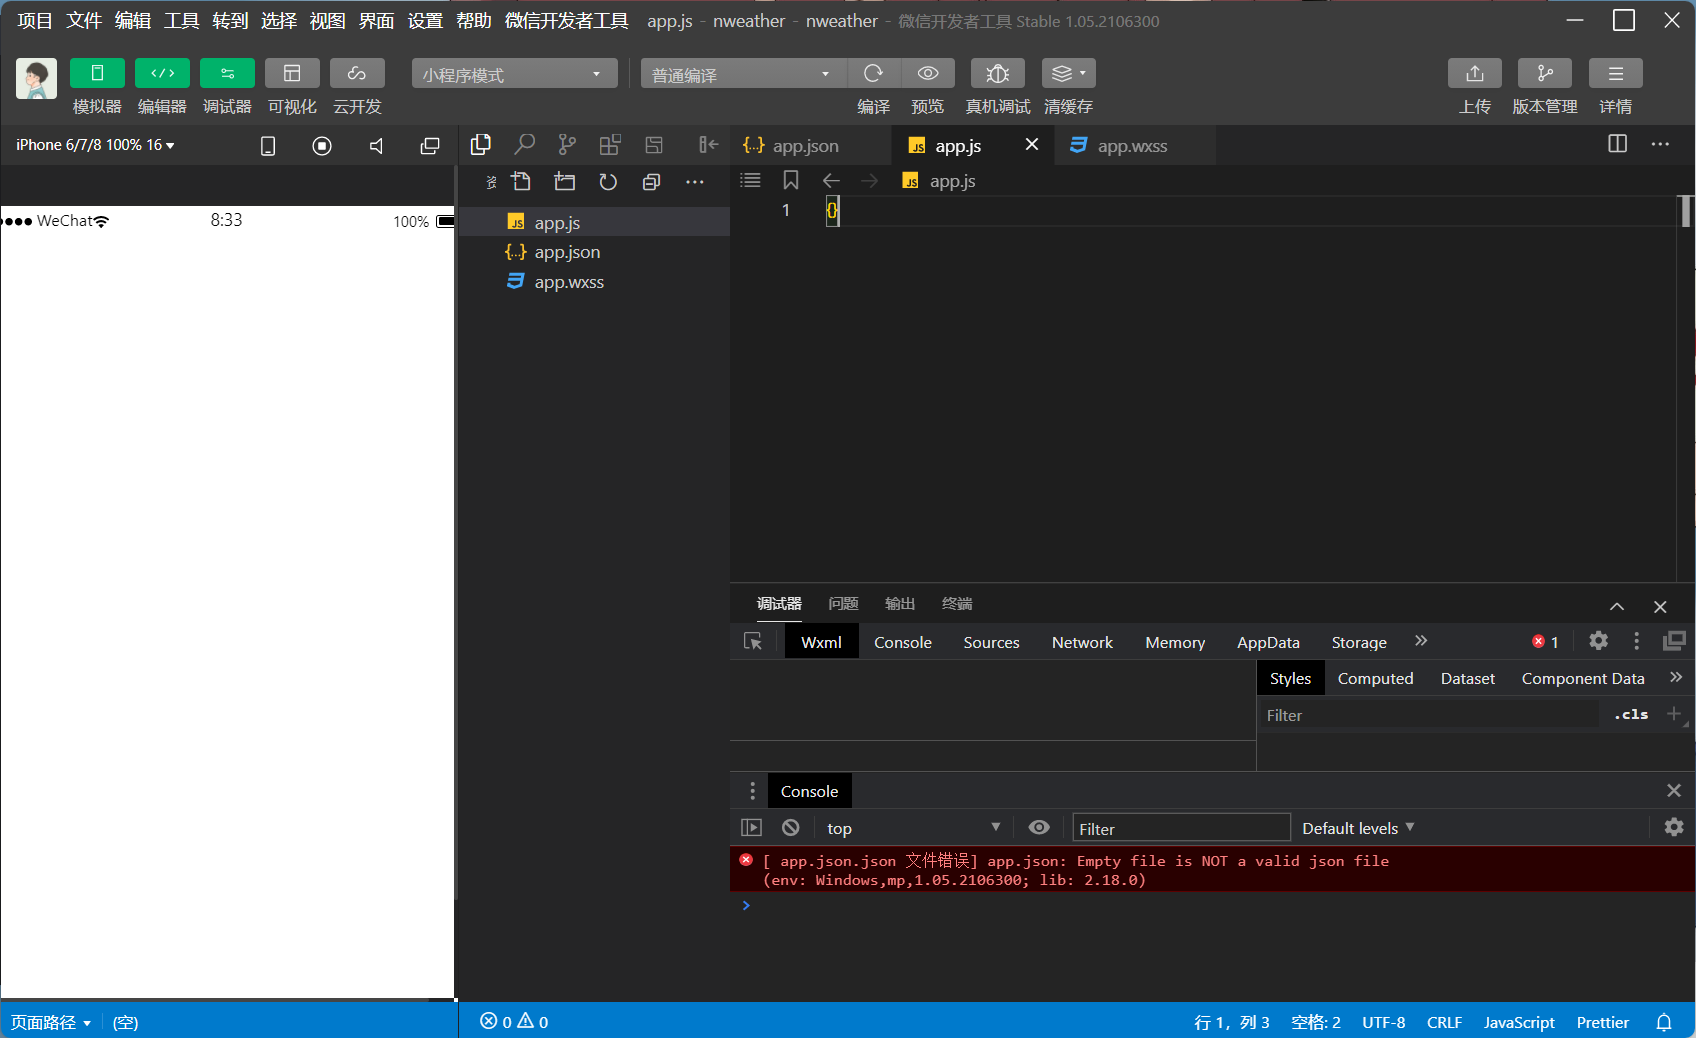 项目 文件 编辑 工具 转到 选择 视图 界面 设置 帮助 微信开发者工具 app.js - nweather - nweather - 微信开发者工具 Stable 1.05.2106300
小程序模式 普通编译
模拟器 编辑器 调试器 可视化 云开发 编译 预览 真机调试 清缓存 上传 版本管理 详情
iPhone 6/7/8 100% 16
app.json app.js app.wxss
app.js
WeChat 8:33 100%
app.js
app.json
app.wxss
1 {}
调试器 问题 输出 终端
Wxml Console Sources Network Memory AppData Storage 1
Styles Computed Dataset Component Data
Filter .cls
Console
top Filter Default levels
[ app.json.json 文件错误] app.json: Empty file is NOT a valid json file
(env: Windows,mp,1.05.2106300; lib: 2.18.0)
页面路径 (空) 0 0 行 1，列 3 空格: 2 UTF-8 CRLF JavaScript Prettier